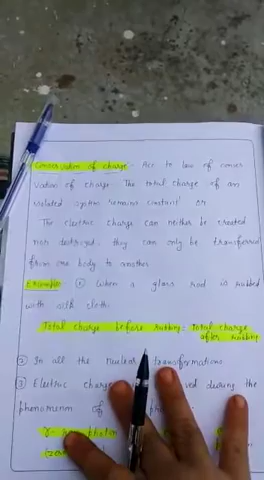 Conservation of charge - Acc to law of conser
vation of charge The total charge of an
isolated system 'remains constant' or
The electric charge can neither be created
nor destroyed. they can only be transferred
from one body to another
Example ① When a glass rod is rubbed
with silk cloth
Total charge before rubbing = Total charge
after rubbing
② In all the nuclear transformations
③ Electric during the
phenomenon of
photon